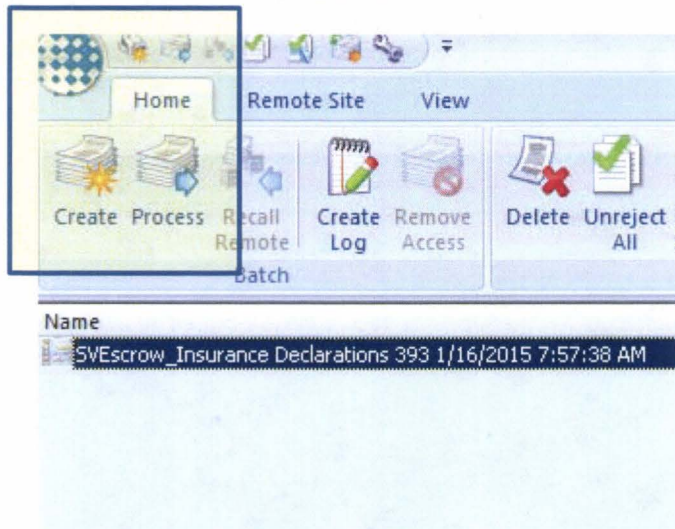 Home Remote Site View
Create Process Recall Remote Create Log Remove Access Delete Unreject All
Batch
Name
SVEscrow_Insurance Declarations 393 1/16/2015 7:57:38 AM